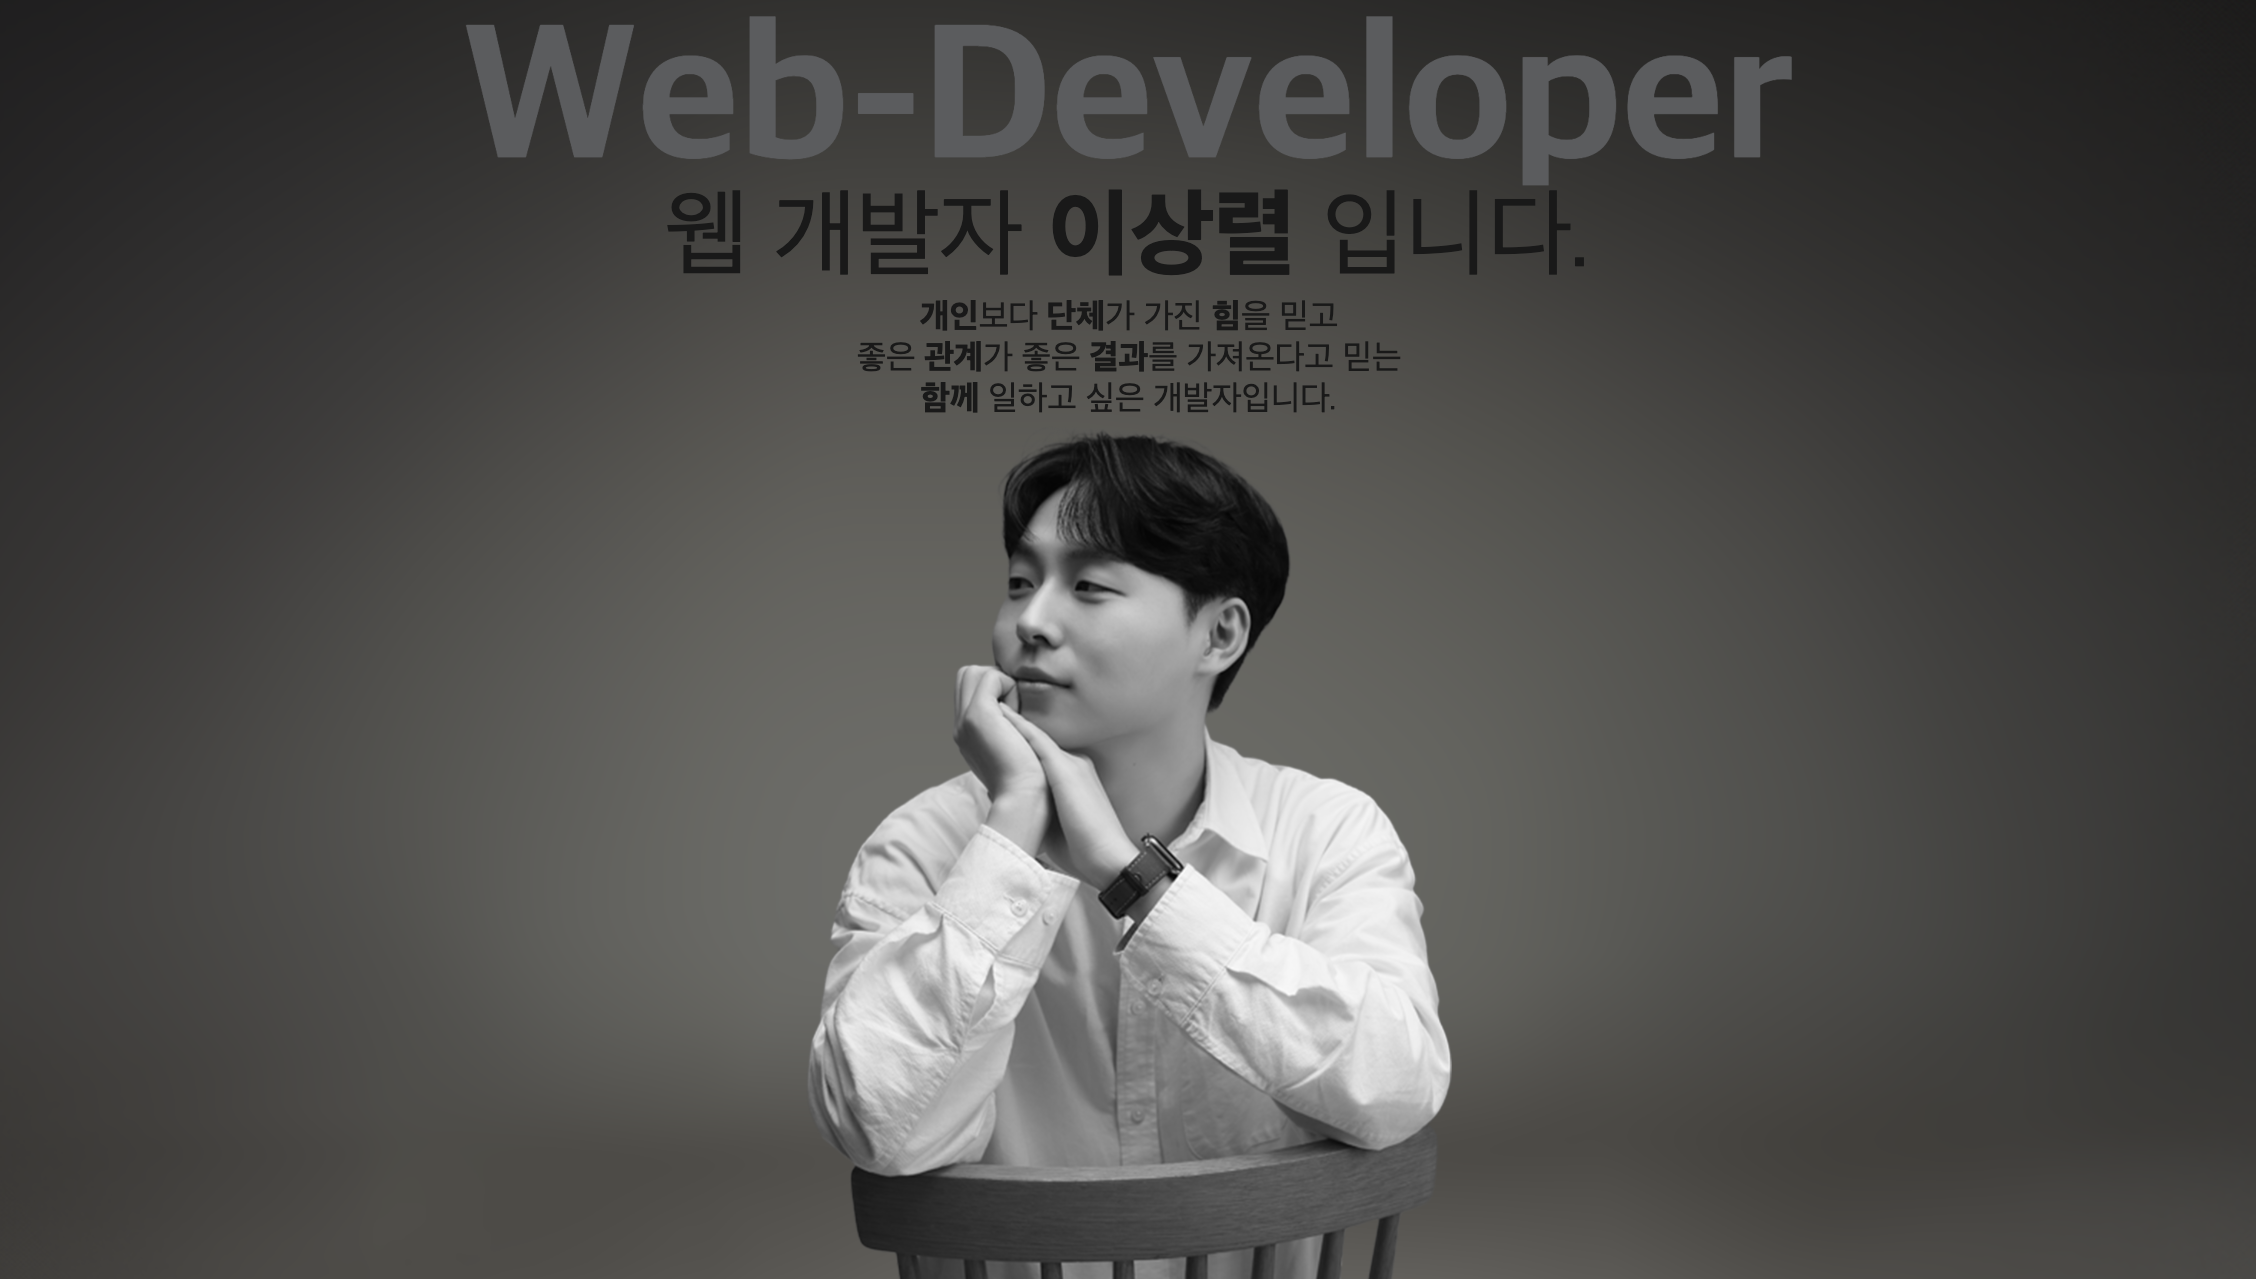 Web-Developer
웹 개발자 이상렬 입니다.
개인보다 단체가 가진 힘을 믿고
좋은 관계가 좋은 결과를 가져온다고 믿는
함께 일하고 싶은 개발자입니다.